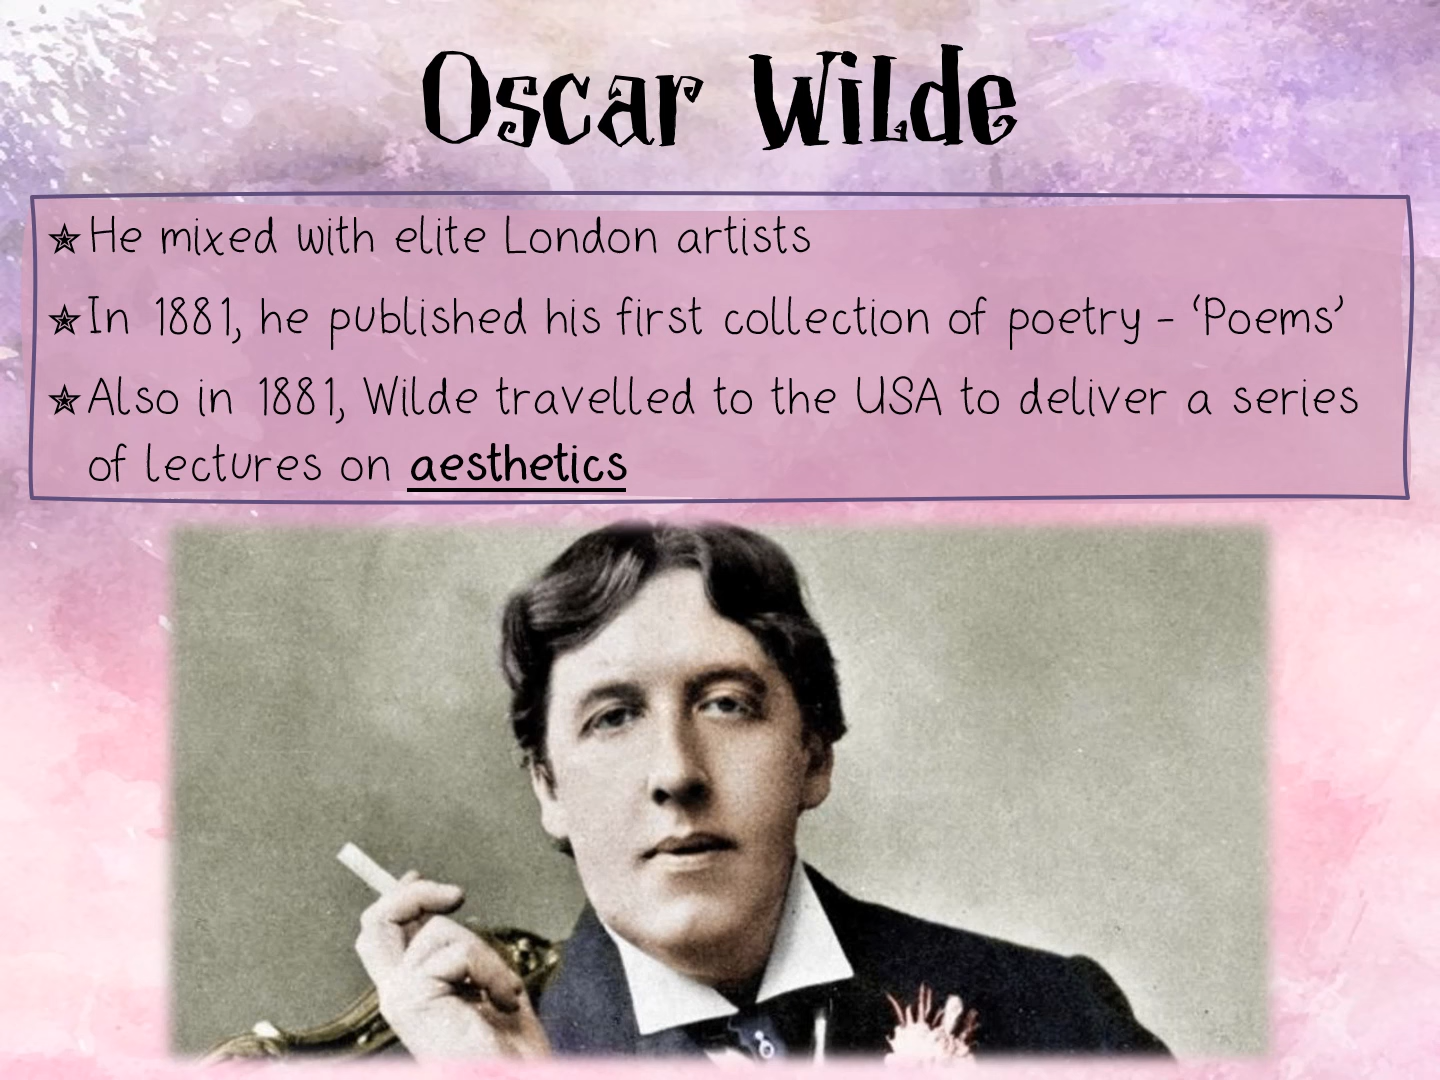 Oscar Wilde
He mixed with elite London artists
In 1881, he published his first collection of poetry – ‘Poems’
Also in 1881, Wilde travelled to the USA to deliver a series
of lectures on aesthetics